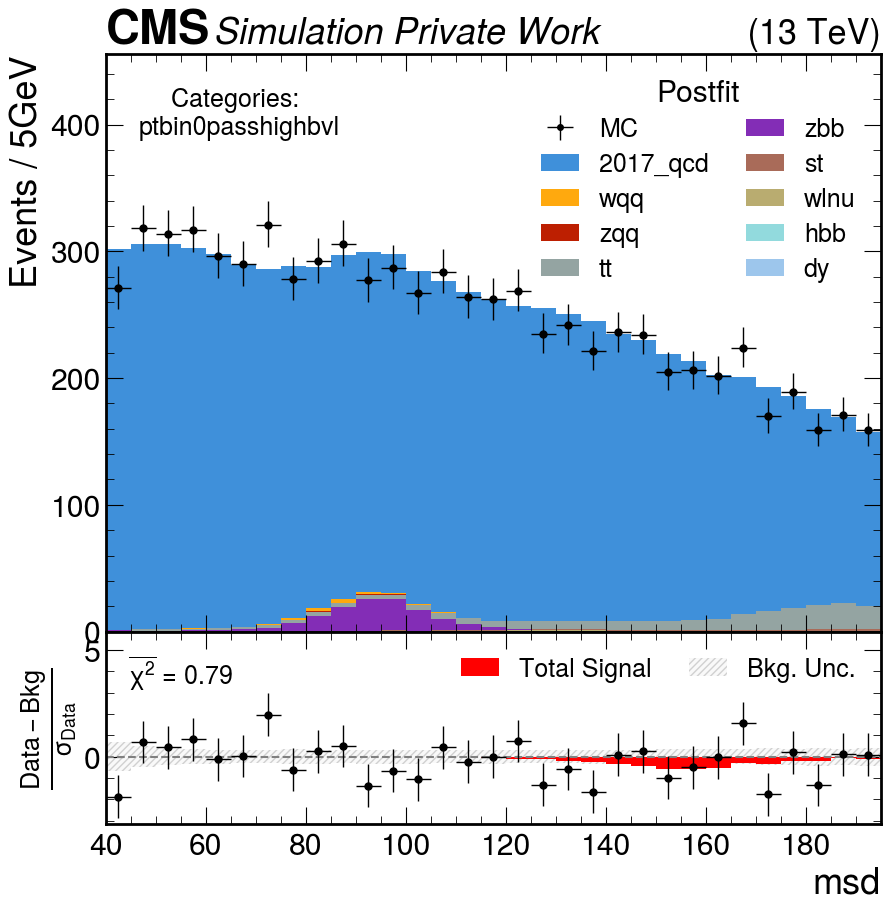 CMS Simulation Private Work (13 TeV)
Events / 5GeV
Categories:
ptbin0passhighbvl
Postfit
MC
2017_qcd
wqq
zqq
tt
zbb
st
wlnu
hbb
dy
400
300
200
100
0
Data – Bkg
σData
5
0
χ² = 0.79
Total Signal
Bkg. Unc.
40 60 80 100 120 140 160 180
msd